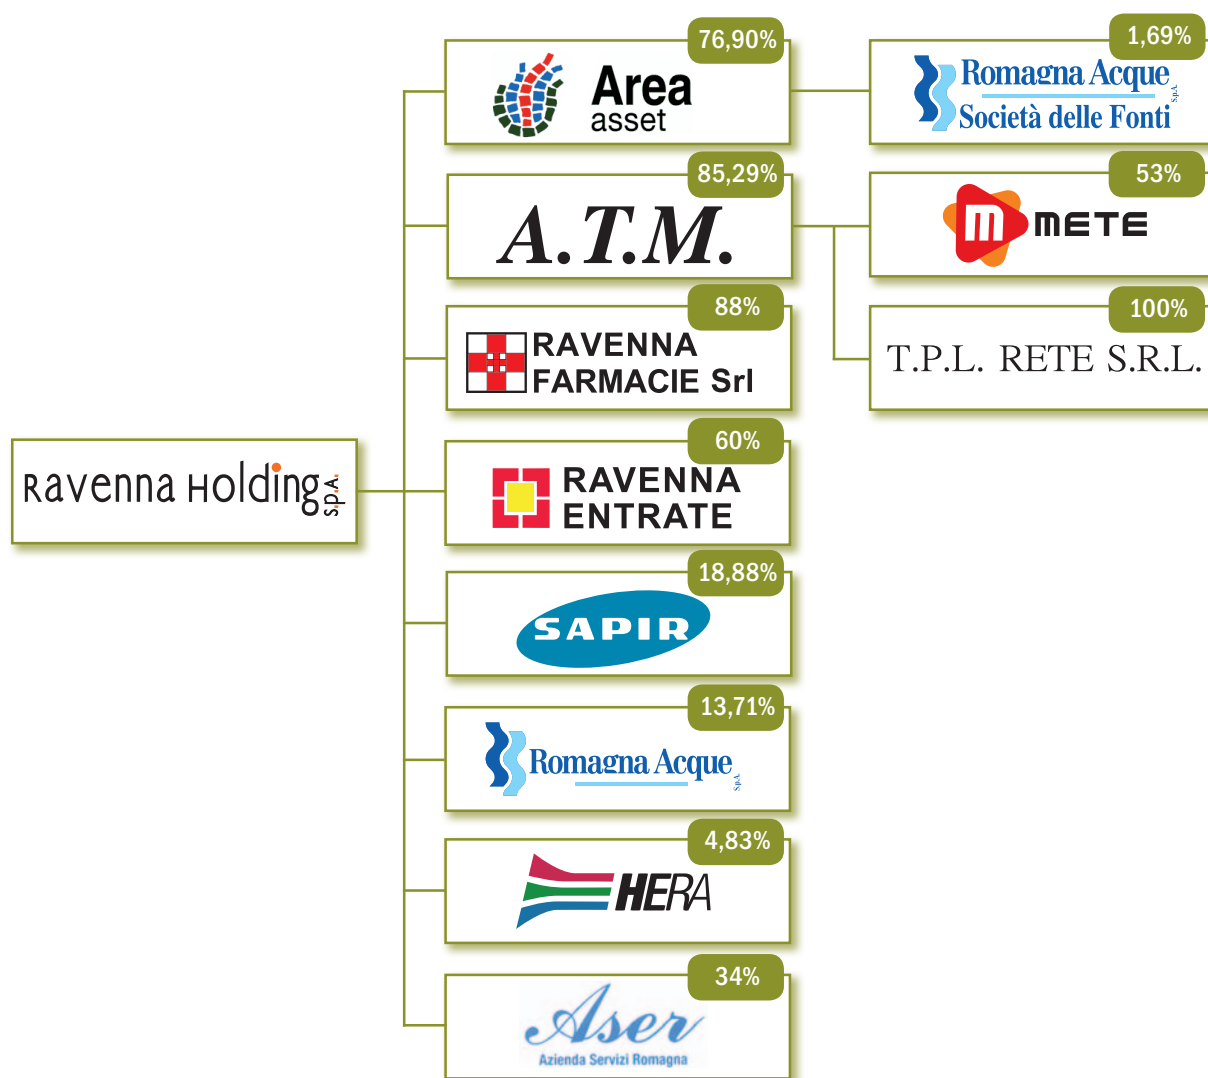 76,90%
Area
asset
1,69%
Romagna Acque
S.p.A.
Società delle Fonti
85,29%
A.T.M.
53%
M METE
88%
RAVENNA
FARMACIE Srl
100%
T.P.L. RETE S.R.L.
Ravenna Holding S.p.A.
60%
RAVENNA
ENTRATE
18,88%
SAPIR
13,71%
Romagna Acque
S.p.A.
4,83%
HERA
34%
Aser
Azienda Servizi Romagna